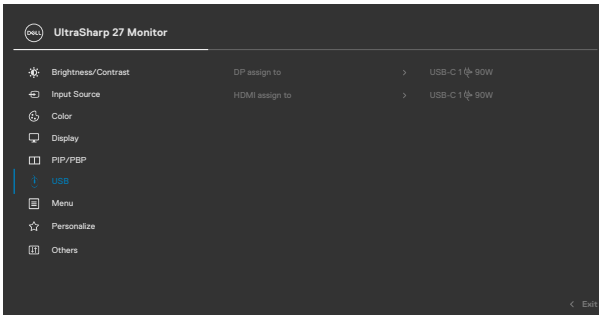 DELL UltraSharp 27 Monitor
Brightness/Contrast DP assign to > USB-C 1 90W
Input Source HDMI assign to > USB-C 1 90W
Color
Display
PIP/PBP
USB
Menu
Personalize
Others
< Exit